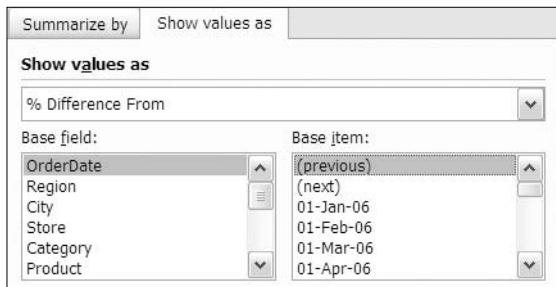 Summarize by Show values as
Show values as
% Difference From
Base field: Base item:
OrderDate (previous)
Region (next)
City 01-Jan-06
Store 01-Feb-06
Category 01-Mar-06
Product 01-Apr-06